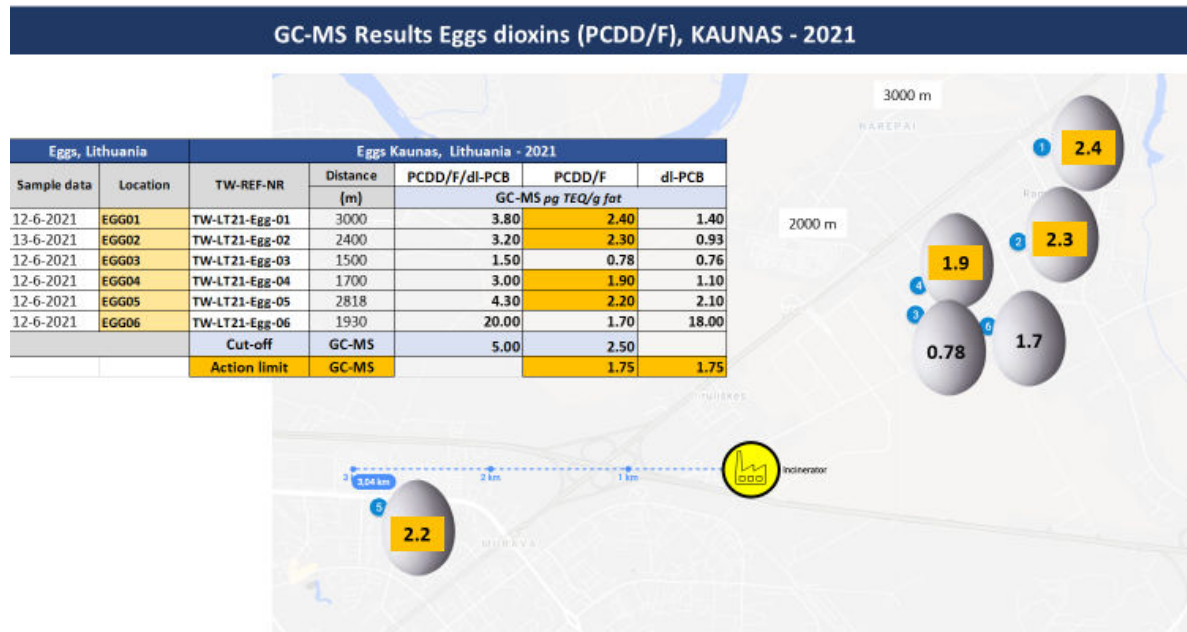 GC-MS Results Eggs dioxins (PCDD/F), KAUNAS - 2021
3000 m
Eggs, Lithuania Eggs Kaunas, Lithuania - 2021
Sample data Location TW-REF-NR Distance PCDD/F/dl-PCB PCDD/F dl-PCB
(m) GC-MS pg TEQ/g fat
12-6-2021 EGG01 TW-LT21-Egg-01 3000 3.80 2.40 1.40
13-6-2021 EGG02 TW-LT21-Egg-02 2400 3.20 2.30 0.93
12-6-2021 EGG03 TW-LT21-Egg-03 1500 1.50 0.78 0.76
12-6-2021 EGG04 TW-LT21-Egg-04 1700 3.00 1.90 1.10
12-6-2021 EGG05 TW-LT21-Egg-05 2818 4.30 2.20 2.10
12-6-2021 EGG06 TW-LT21-Egg-06 1930 20.00 1.70 18.00
Cut-off GC-MS 5.00 2.50
Action limit GC-MS 1.75 1.75
1 2.4
2000 m
2 2.3
1.9
4
3
6
0.78
1.7
Incinerator
3 2 km 1 km
3,04 km
5
2.2